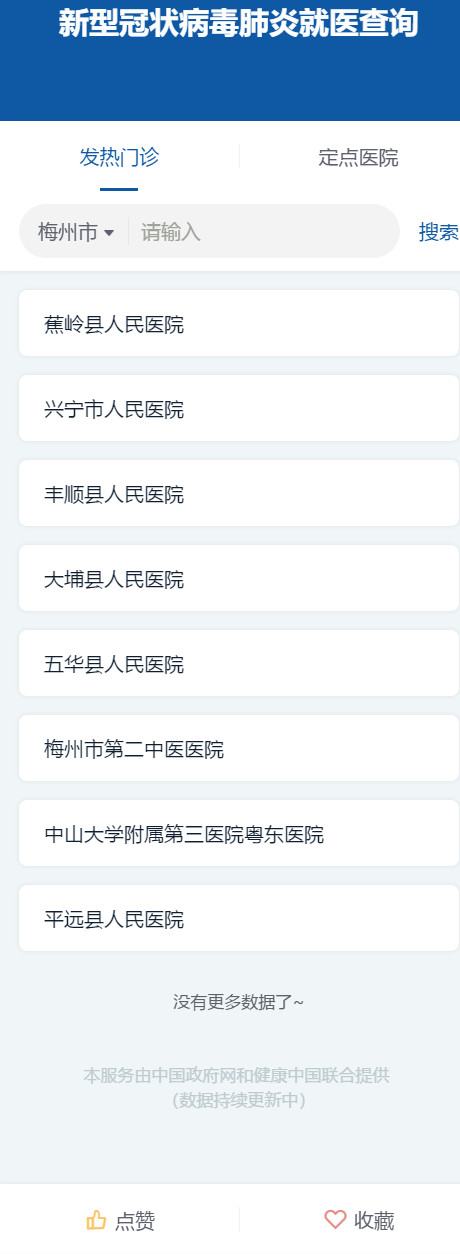 新型冠状病毒肺炎就医查询
发热门诊
定点医院
梅州市 请输入 搜索
蕉岭县人民医院
兴宁市人民医院
丰顺县人民医院
大埔县人民医院
五华县人民医院
梅州市第二中医医院
中山大学附属第三医院粤东医院
平远县人民医院
没有更多数据了~
本服务由中国政府网和健康中国联合提供
（数据持续更新中）
点赞
收藏